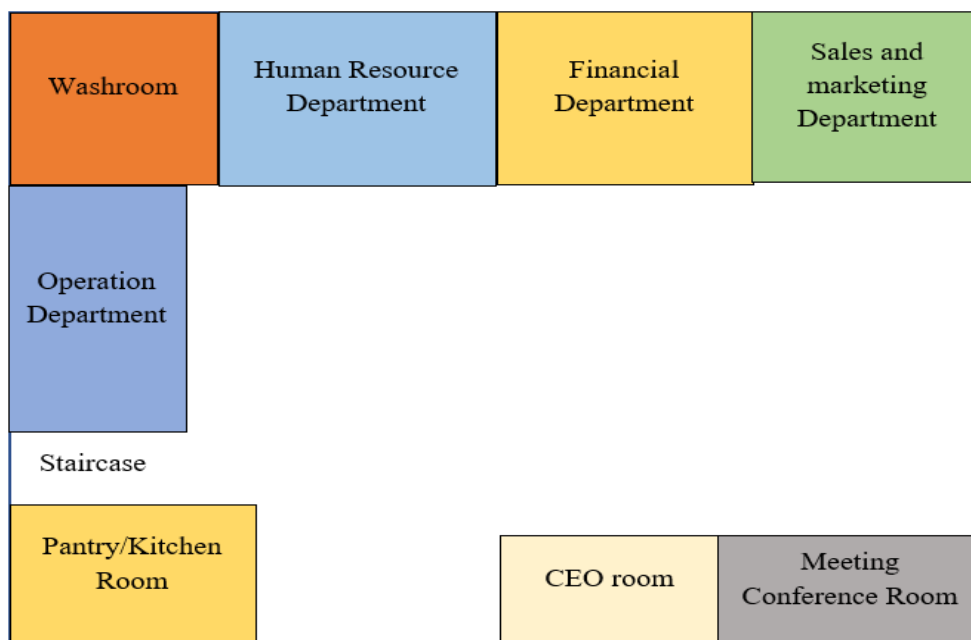 Washroom
Human Resource
Department
Financial
Department
Sales and
marketing
Department
Operation
Department
Staircase
Pantry/Kitchen
Room
CEO room
Meeting
Conference Room